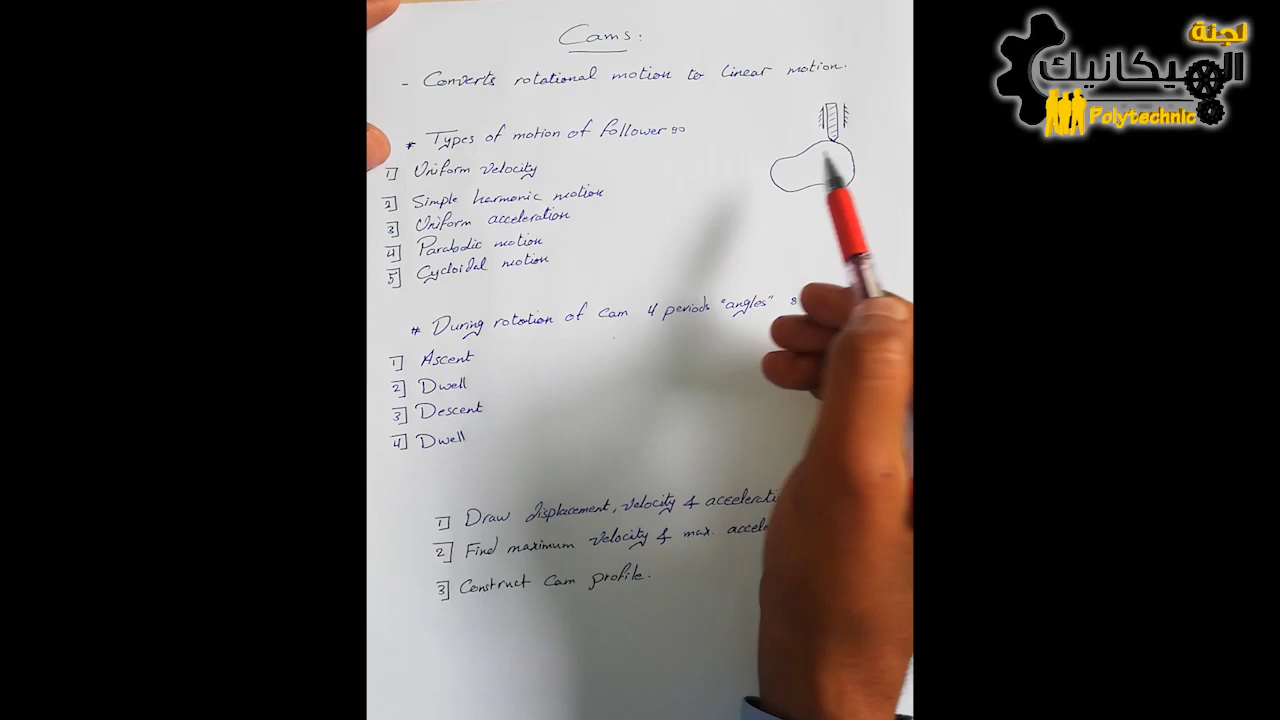 Cams:
- Converts rotational motion to linear motion.
* Types of motion of follower
1] Uniform velocity
2] Simple harmonic motion
3] Uniform acceleration
4] Parabolic motion
5] Cycloidal motion
* During rotation of cam 4 periods "angles" :
1] Ascent
2] Dwell
3] Descent
4] Dwell
1] Draw displacement, velocity &
2] Find maximum velocity & max.
3] Construct Cam profile.
لجنة
الميكانيك
Polytechnic